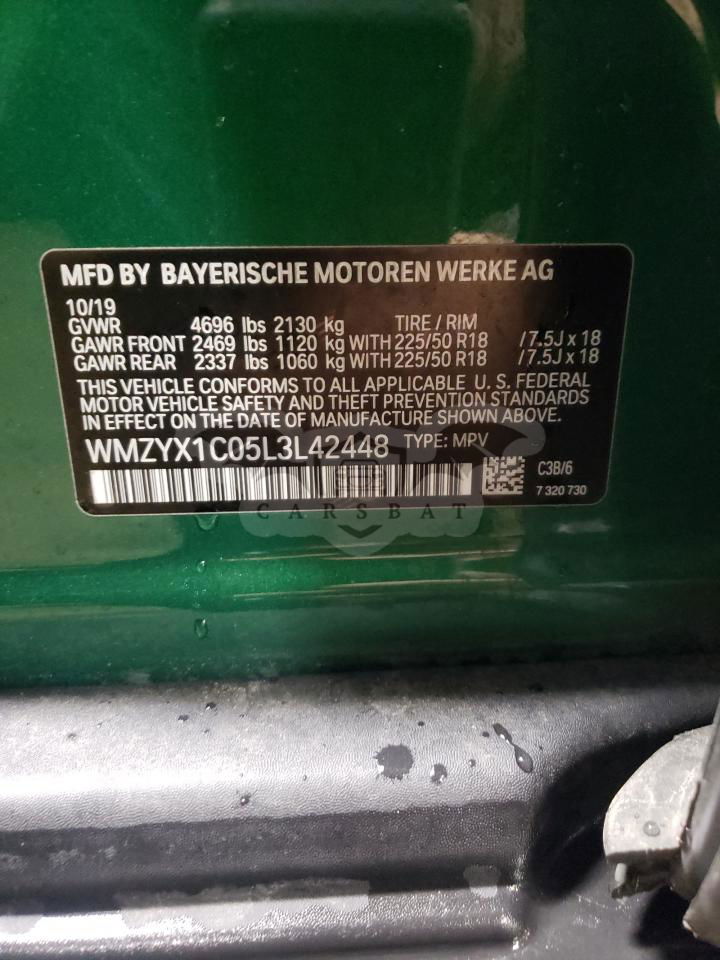 MFD BY BAYERISCHE MOTOREN WERKE AG
10/19
GVWR 4696 lbs 2130 kg TIRE / RIM
GAWR FRONT 2469 lbs 1120 kg WITH 225/50 R18 /7.5J x 18
GAWR REAR 2337 lbs 1060 kg WITH 225/50 R18 /7.5J x 18
THIS VEHICLE CONFORMS TO ALL APPLICABLE U. S. FEDERAL
MOTOR VEHICLE SAFETY AND THEFT PREVENTION STANDARDS
IN EFFECT ON THE DATE OF MANUFACTURE SHOWN ABOVE.
WMZYX1C05L3L42448 TYPE: MPV
C3B/6
7 320 730
CARSBAT